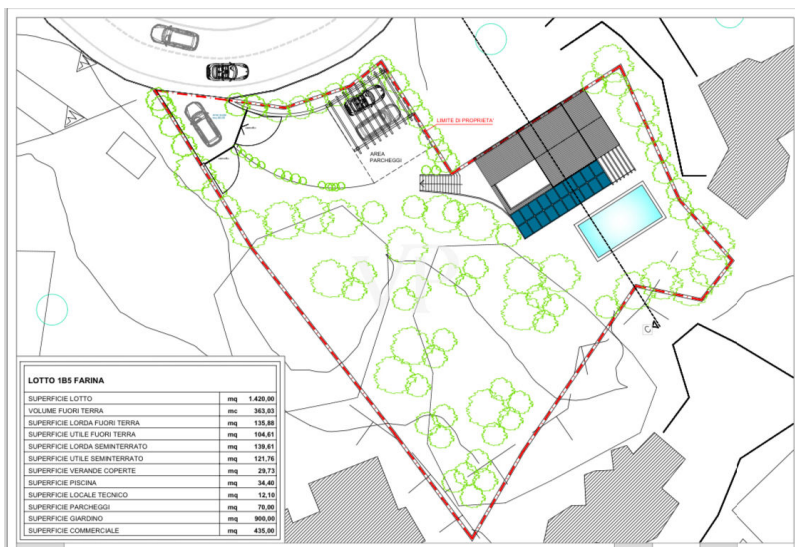 LIMITE DI PROPRIETA'
AREA
PARCHEGGI
VP
C
LOTTO 1B5 FARINA
SUPERFICIE LOTTO mq 1.420,00
VOLUME FUORI TERRA mc 363,03
SUPERFICIE LORDA FUORI TERRA mq 135,88
SUPERFICIE UTILE FUORI TERRA mq 104,61
SUPERFICIE LORDA SEMINTERRATO mq 139,61
SUPERFICIE UTILE SEMINTERRATO mq 121,76
SUPERFICIE VERANDE COPERTE mq 29,73
SUPERFICIE PISCINA mq 34,40
SUPERFICIE LOCALE TECNICO mq 12,10
SUPERFICIE PARCHEGGI mq 70,00
SUPERFICIE GIARDINO mq 900,00
SUPERFICIE COMMERCIALE mq 435,00